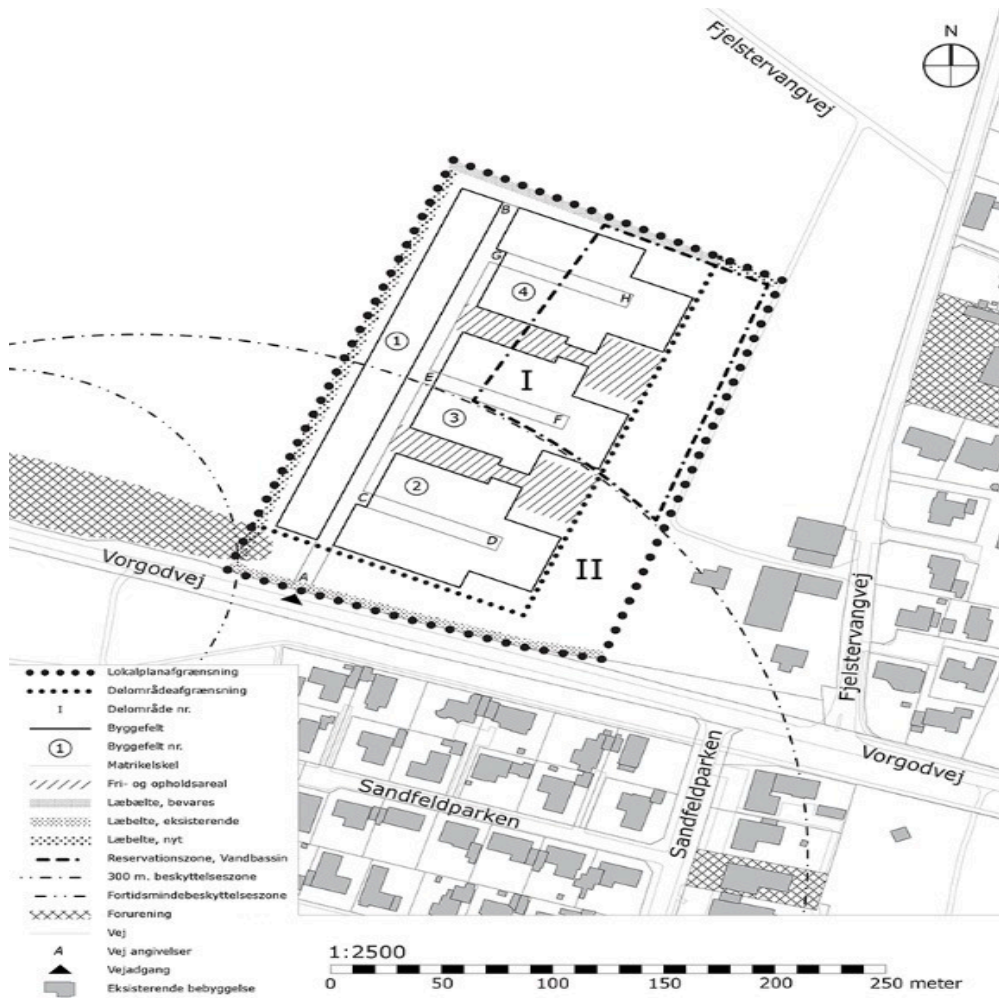 Fjelstervangvej
N
B
G
H
4
1
E
I
F
3
2
C
D
A
II
Vorgodvej
Fjelstervangvej
Vorgodvej
Sandfeldparken
Sandfeldparken
Lokalplanafgrænsning
Delområdeafgrænsning
I Delområde nr.
Byggefelt
1 Byggefelt nr.
Matrikelskel
Fri- og opholdsareal
Læbælte, bevares
Læbelte, eksisterende
Læbelte, nyt
Reservationszone, Vandbassin
300 m. beskyttelseszone
Fortidsmindebeskyttelseszone
Forurening
Vej
A Vej angivelser
Vejadgang
Eksisterende bebyggelse
1:2500
0 50 100 150 200 250 meter